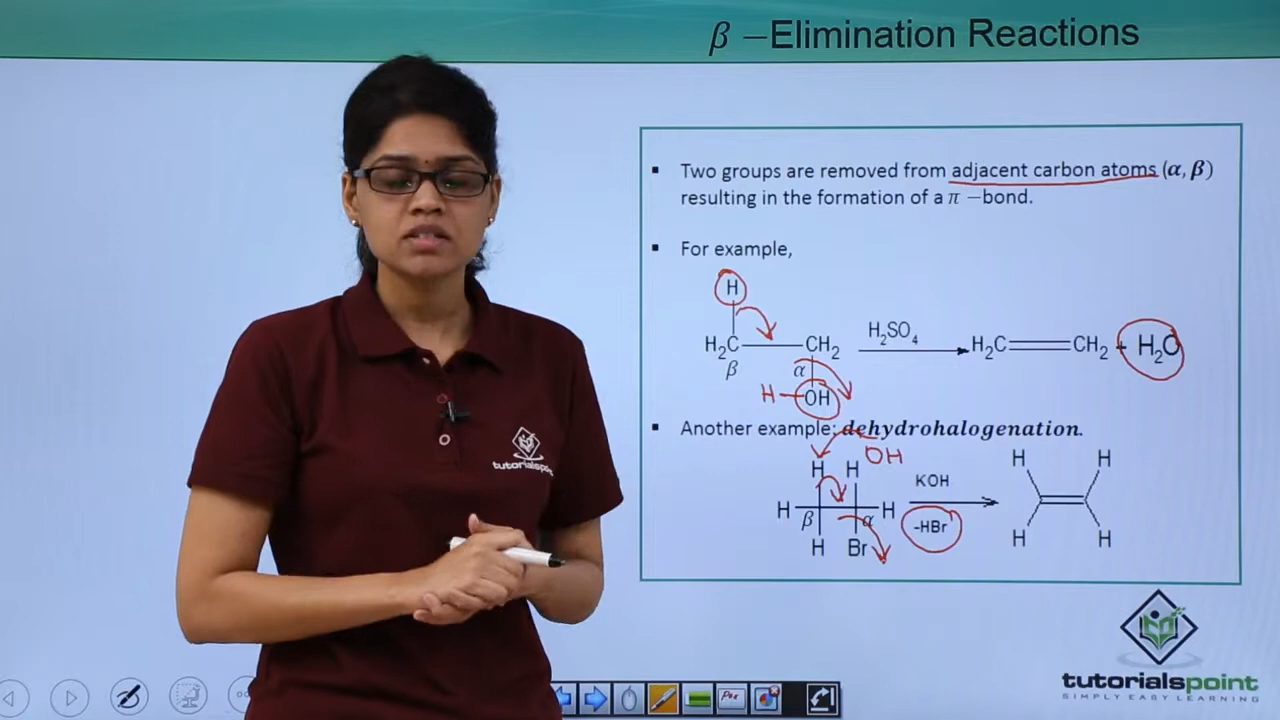 β –Elimination Reactions
▪ Two groups are removed from adjacent carbon atoms (α, β)
resulting in the formation of a π –bond.
▪ For example,
H
H₂C CH₂ H₂SO₄ H₂C CH₂ + H₂O
β α
H OH
▪ Another example: dehydrohalogenation.
OH
H H KOH H H
H β α H -HBr
H Br H H
tutorialspoint
tutorialspoint
SIMPLY EASY LEARNING